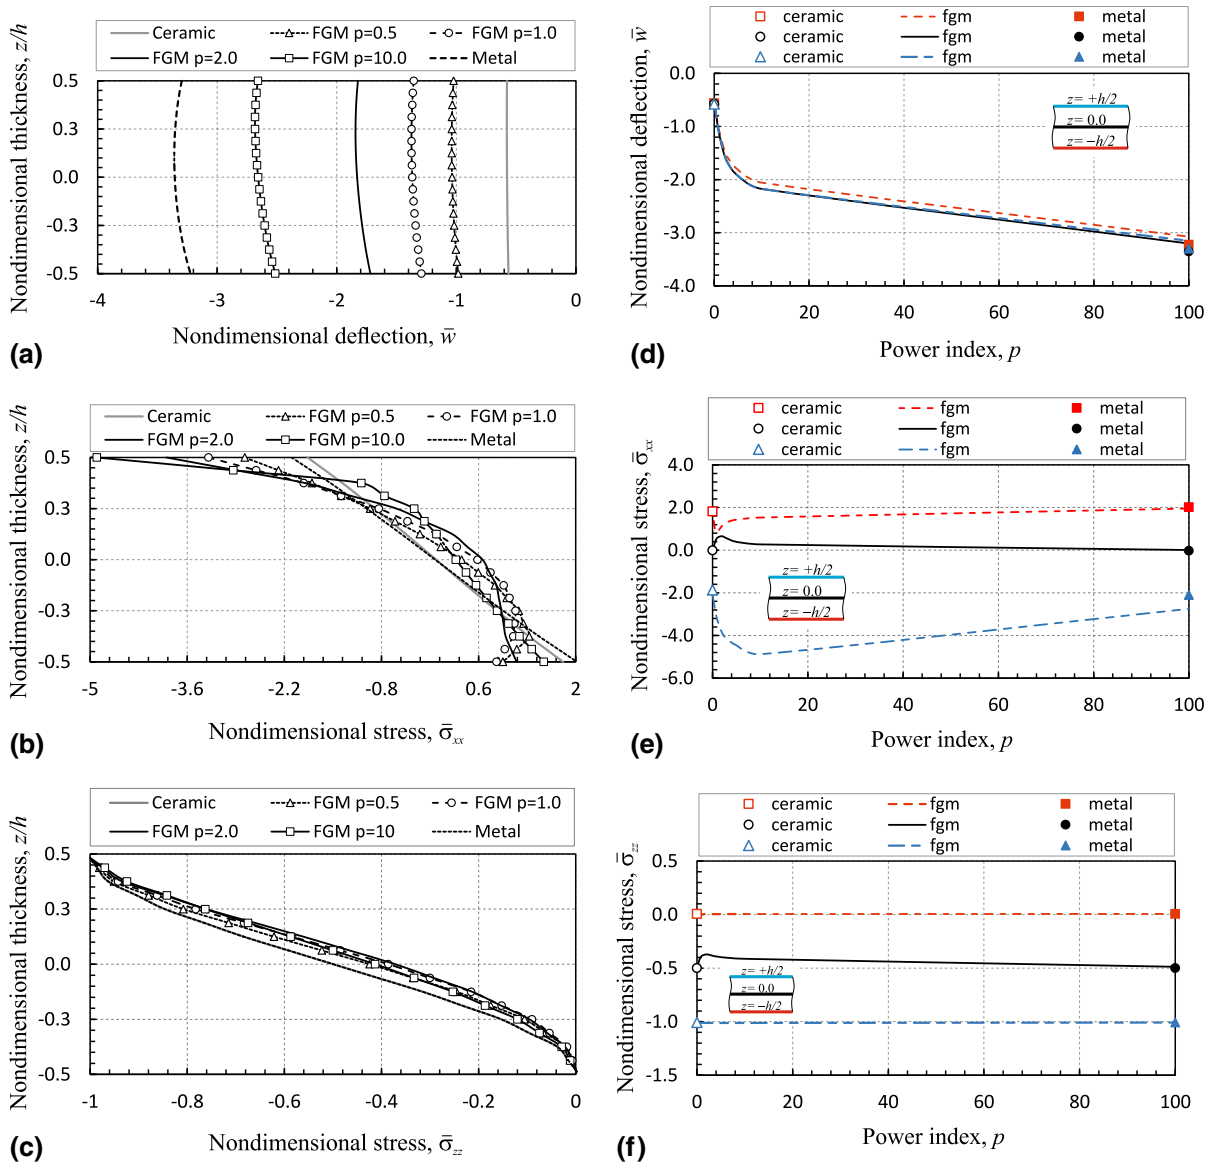 Ceramic FGM p=0.5 FGM p=1.0
FGM p=2.0 FGM p=10.0 Metal
Nondimensional thickness, z/h
0.5
0.3
0.0
-0.3
-0.5
-4 -3 -2 -1 0
Nondimensional deflection, w̄
(a)
ceramic fgm metal
ceramic fgm metal
ceramic fgm metal
Nondimensional deflection, w̄
0.0
-1.0
-2.0
-3.0
-4.0
z= +h/2
z= 0.0
z= −h/2
0 20 40 60 80 100
Power index, p
(d)
Ceramic FGM p=0.5 FGM p=1.0
FGM p=2.0 FGM p=10.0 Metal
Nondimensional thickness, z/h
0.5
0.3
0.0
-0.3
-0.5
-5 -3.6 -2.2 -0.8 0.6 2
Nondimensional stress, σ̄xx
(b)
ceramic fgm metal
ceramic fgm metal
ceramic fgm metal
Nondimensional stress, σ̄xx
4.0
2.0
0.0
-2.0
-4.0
-6.0
z= +h/2
z= 0.0
z= −h/2
0 20 40 60 80 100
Power index, p
(e)
Ceramic FGM p=0.5 FGM p=1.0
FGM p=2.0 FGM p=10 Metal
Nondimensional thickness, z/h
0.5
0.3
0.0
-0.3
-0.5
-1 -0.8 -0.6 -0.4 -0.2 0
Nondimensional stress, σ̄zz
(c)
ceramic fgm metal
ceramic fgm metal
ceramic fgm metal
Nondimensional stress, σ̄zz
0.5
0.0
-0.5
-1.0
-1.5
z= +h/2
z= 0.0
z= −h/2
0 20 40 60 80 100
Power index, p
(f)